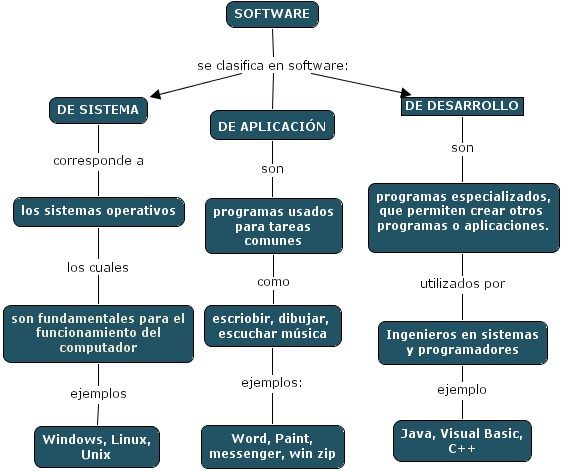 SOFTWARE
se clasifica en software:
DE SISTEMA
DE APLICACIÓN
DE DESARROLLO
corresponde a
son
son
los sistemas operativos
programas usados
para tareas
comunes
programas especializados,
que permiten crear otros
programas o aplicaciones.
los cuales
como
utilizados por
son fundamentales para el
funcionamiento del
computador
escriobir, dibujar,
escuchar música
Ingenieros en sistemas
y programadores
ejemplos
ejemplos:
ejemplo
Windows, Linux,
Unix
Word, Paint,
messenger, win zip
Java, Visual Basic,
C++